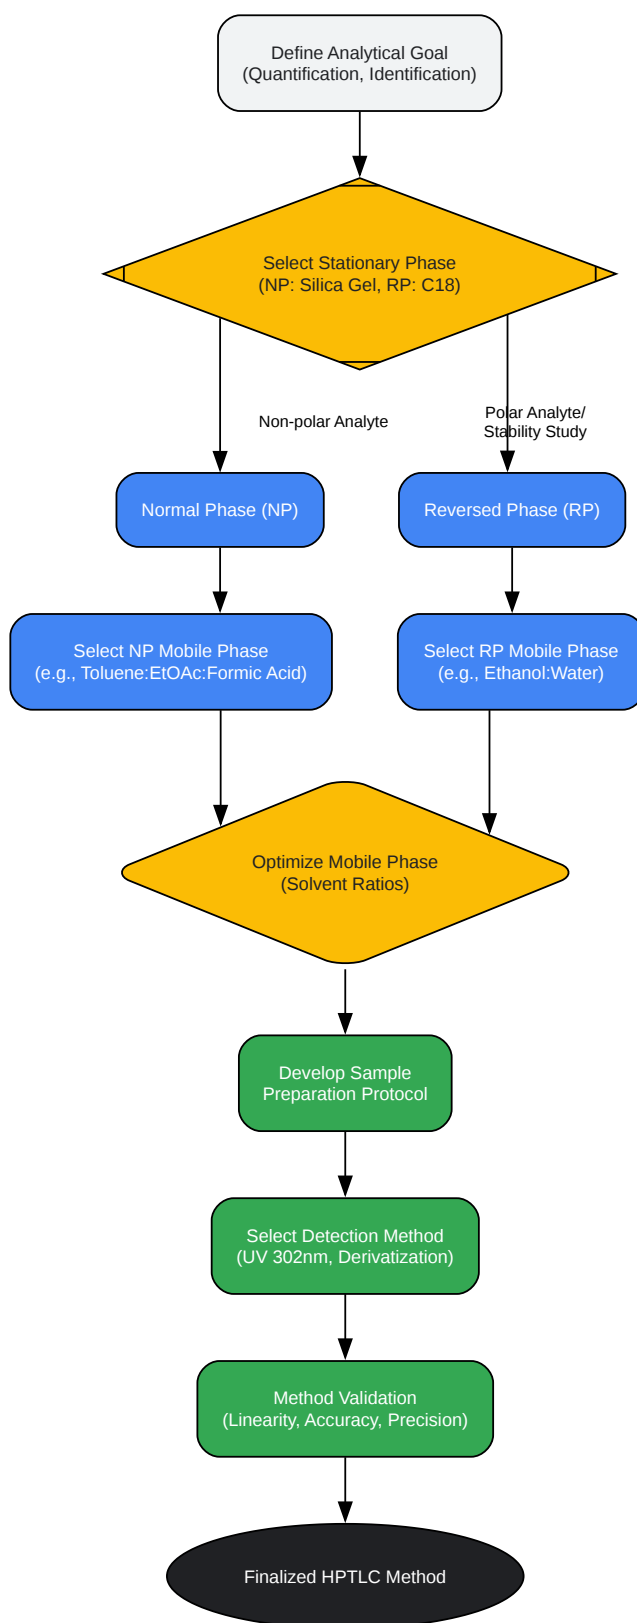 Define Analytical Goal
(Quantification, Identification)
Select Stationary Phase
(NP: Silica Gel, RP: C18)
Non-polar Analyte
Polar Analyte/
Stability Study
Normal Phase (NP)
Reversed Phase (RP)
Select NP Mobile Phase
(e.g., Toluene:EtOAc:Formic Acid)
Select RP Mobile Phase
(e.g., Ethanol:Water)
Optimize Mobile Phase
(Solvent Ratios)
Develop Sample
Preparation Protocol
Select Detection Method
(UV 302nm, Derivatization)
Method Validation
(Linearity, Accuracy, Precision)
Finalized HPTLC Method